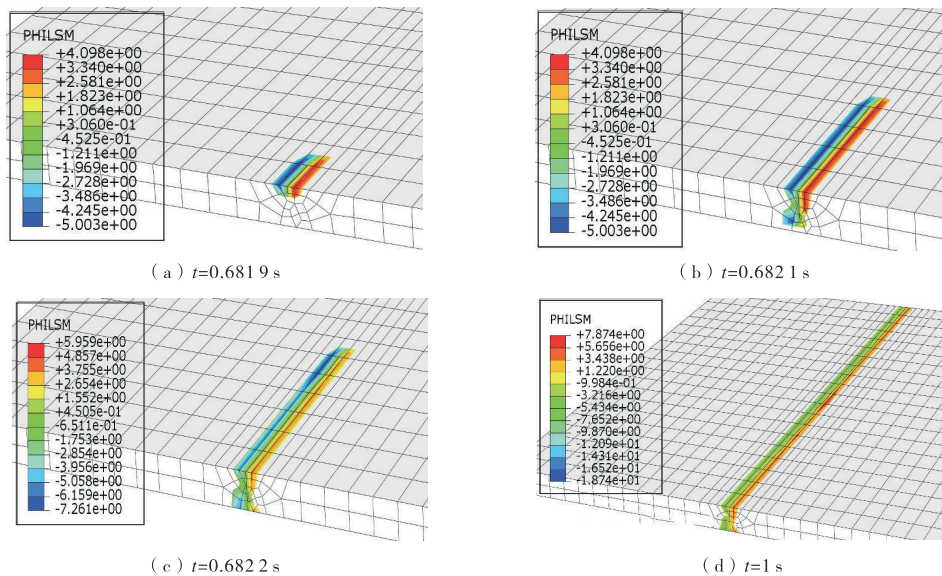 PHILSM
+4.098e+00
+3.340e+00
+2.581e+00
+1.823e+00
+1.064e+00
+3.060e-01
-4.525e-01
-1.211e+00
-1.969e+00
-2.728e+00
-3.486e+00
-4.245e+00
-5.003e+00
(a) t=0.681 9 s
PHILSM
+4.098e+00
+3.340e+00
+2.581e+00
+1.823e+00
+1.064e+00
+3.060e-01
-4.525e-01
-1.211e+00
-1.969e+00
-2.728e+00
-3.486e+00
-4.245e+00
-5.003e+00
(b) t=0.682 1 s
PHILSM
+5.959e+00
+4.857e+00
+3.755e+00
+2.654e+00
+1.552e+00
+4.505e-01
-6.511e-01
-1.753e+00
-2.854e+00
-3.956e+00
-5.058e+00
-6.159e+00
-7.261e+00
(c) t=0.682 2 s
PHILSM
+7.874e+00
+5.656e+00
+3.438e+00
+1.220e+00
-9.984e-01
-3.216e+00
-5.434e+00
-7.652e+00
-9.870e+00
-1.209e+01
-1.431e+01
-1.652e+01
-1.874e+01
(d) t=1 s